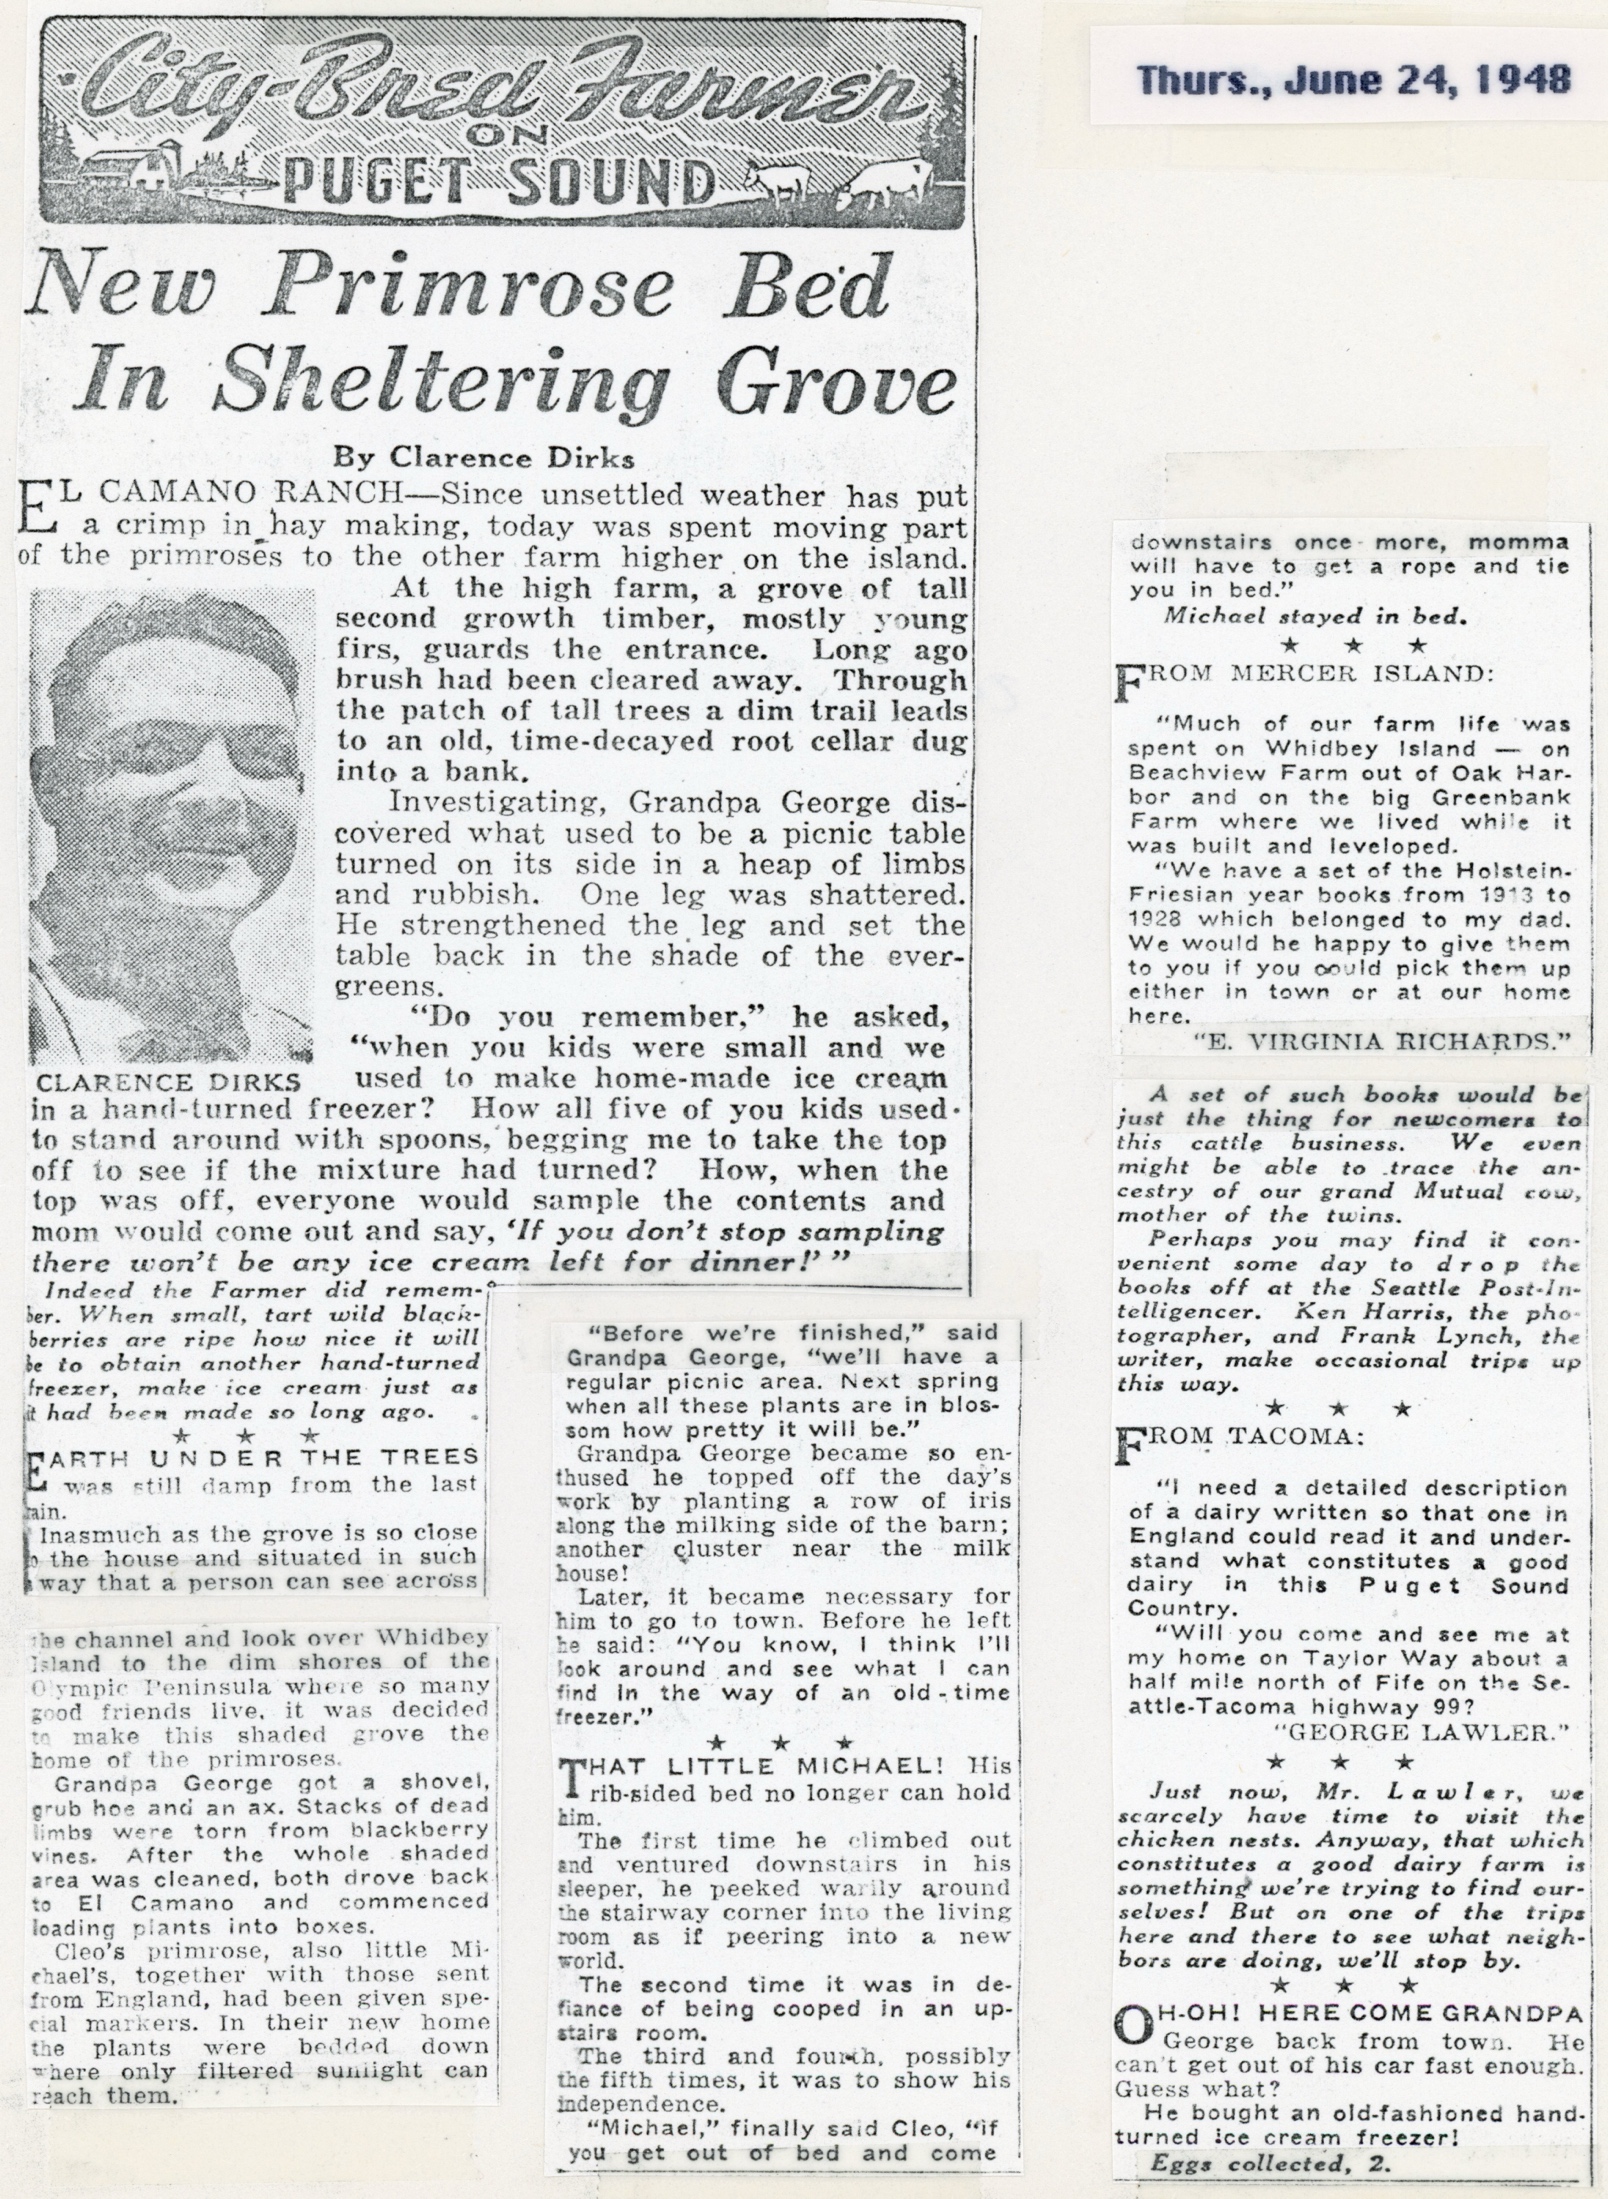 City-Bred Farmer
ON
PUGET SOUND
Thurs., June 24, 1948
New Primrose Bed
In Sheltering Grove
By Clarence Dirks
EL CAMANO RANCH—Since unsettled weather has put
a crimp in hay making, today was spent moving part
of the primroses to the other farm higher on the island.
At the high farm, a grove of tall
second growth timber, mostly young
firs, guards the entrance. Long ago
brush had been cleared away. Through
the patch of tall trees a dim trail leads
to an old, time-decayed root cellar dug
into a bank.
Investigating, Grandpa George dis-
covered what used to be a picnic table
turned on its side in a heap of limbs
and rubbish. One leg was shattered.
He strengthened the leg and set the
table back in the shade of the ever-
greens.
"Do you remember," he asked,
"when you kids were small and we
CLARENCE DIRKS
used to make home-made ice cream
in a hand-turned freezer? How all five of you kids used
to stand around with spoons, begging me to take the top
off to see if the mixture had turned? How, when the
top was off, everyone would sample the contents and
mom would come out and say, 'If you don't stop sampling
there won't be any ice cream left for dinner!' "
Indeed the Farmer did remem-
ber. When small, tart wild black-
berries are ripe how nice it will
be to obtain another hand-turned
freezer, make ice cream just as
it had been made so long ago.
★ ★ ★
EARTH UNDER THE TREES
was still damp from the last
rain.
Inasmuch as the grove is so close
to the house and situated in such
a way that a person can see across
the channel and look over Whidbey
Island to the dim shores of the
Olympic Peninsula where so many
good friends live, it was decided
to make this shaded grove the
home of the primroses.
Grandpa George got a shovel,
grub hoe and an ax. Stacks of dead
limbs were torn from blackberry
vines. After the whole shaded
area was cleaned, both drove back
to El Camano and commenced
loading plants into boxes.
Cleo's primrose, also little Mi-
chael's, together with those sent
from England, had been given spe-
cial markers. In their new home
the plants were bedded down
where only filtered sunlight can
reach them.
"Before we're finished," said
Grandpa George, "we'll have a
regular picnic area. Next spring
when all these plants are in blos-
som how pretty it will be."
Grandpa George became so en-
thused he topped off the day's
work by planting a row of iris
along the milking side of the barn;
another cluster near the milk
house!
Later, it became necessary for
him to go to town. Before he left
he said: "You know, I think I'll
look around and see what I can
find in the way of an old-time
freezer."
★ ★ ★
THAT LITTLE MICHAEL! His
rib-sided bed no longer can hold
him.
The first time he climbed out
and ventured downstairs in his
sleeper, he peeked warily around
the stairway corner into the living
room as if peering into a new
world.
The second time it was in de-
fiance of being cooped in an up-
stairs room.
The third and fourth, possibly
the fifth times, it was to show his
independence.
"Michael," finally said Cleo, "if
you get out of bed and come
downstairs once more, momma
will have to get a rope and tie
you in bed."
Michael stayed in bed.
★ ★ ★
FROM MERCER ISLAND:
"Much of our farm life was
spent on Whidbey Island — on
Beachview Farm out of Oak Har-
bor and on the big Greenbank
Farm where we lived while it
was built and leveloped.
"We have a set of the Holstein-
Friesian year books from 1913 to
1928 which belonged to my dad.
We would be happy to give them
to you if you could pick them up
either in town or at our home
here.
"E. VIRGINIA RICHARDS."
A set of such books would be
just the thing for newcomers to
this cattle business. We even
might be able to trace the an-
cestry of our grand Mutual cow,
mother of the twins.
Perhaps you may find it con-
venient some day to drop the
books off at the Seattle Post-In-
telligencer. Ken Harris, the pho-
tographer, and Frank Lynch, the
writer, make occasional trips up
this way.
★ ★ ★
FROM TACOMA:
"I need a detailed description
of a dairy written so that one in
England could read it and under-
stand what constitutes a good
dairy in this Puget Sound
Country.
"Will you come and see me at
my home on Taylor Way about a
half mile north of Fife on the Se-
attle-Tacoma highway 99?
"GEORGE LAWLER."
★ ★ ★
Just now, Mr. Lawler, we
scarcely have time to visit the
chicken nests. Anyway, that which
constitutes a good dairy farm is
something we're trying to find our-
selves! But on one of the trips
here and there to see what neigh-
bors are doing, we'll stop by.
★ ★ ★
OH-OH! HERE COME GRANDPA
George back from town. He
can't get out of his car fast enough.
Guess what?
He bought an old-fashioned hand-
turned ice cream freezer!
Eggs collected, 2.